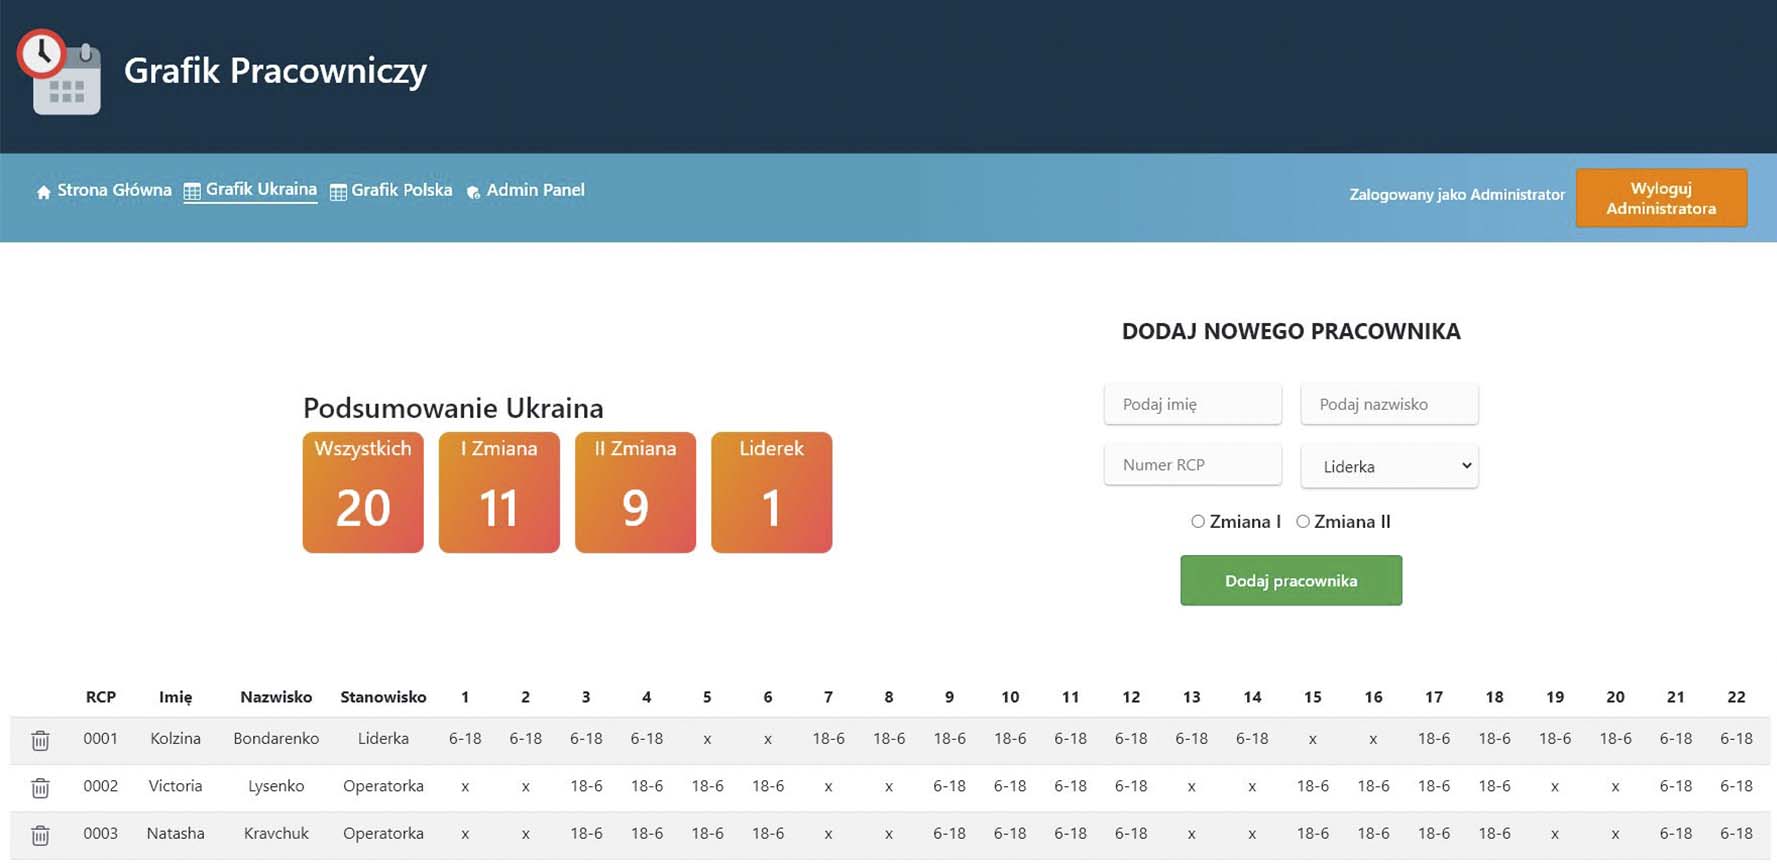 Grafik Pracowniczy
Strona Główna Grafik Ukraina Grafik Polska Admin Panel Zalogowany jako Administrator Wyloguj Administratora
Podsumowanie Ukraina
Wszystkich I Zmiana II Zmiana Liderek
20 11 9 1
DODAJ NOWEGO PRACOWNIKA
Podaj imię Podaj nazwisko
Numer RCP Liderka
Zmiana I Zmiana II
Dodaj pracownika
RCP Imię Nazwisko Stanowisko 1 2 3 4 5 6 7 8 9 10 11 12 13 14 15 16 17 18 19 20 21 22
0001 Kolzina Bondarenko Liderka 6-18 6-18 6-18 6-18 x x 18-6 18-6 18-6 18-6 6-18 6-18 6-18 6-18 x x 18-6 18-6 18-6 18-6 6-18 6-18
0002 Victoria Lysenko Operatorka x x 18-6 18-6 18-6 18-6 x x 6-18 6-18 6-18 6-18 x x 18-6 18-6 18-6 18-6 x x 6-18 6-18
0003 Natasha Kravchuk Operatorka x x 18-6 18-6 18-6 18-6 x x 6-18 6-18 6-18 6-18 x x 18-6 18-6 18-6 18-6 x x 6-18 6-18